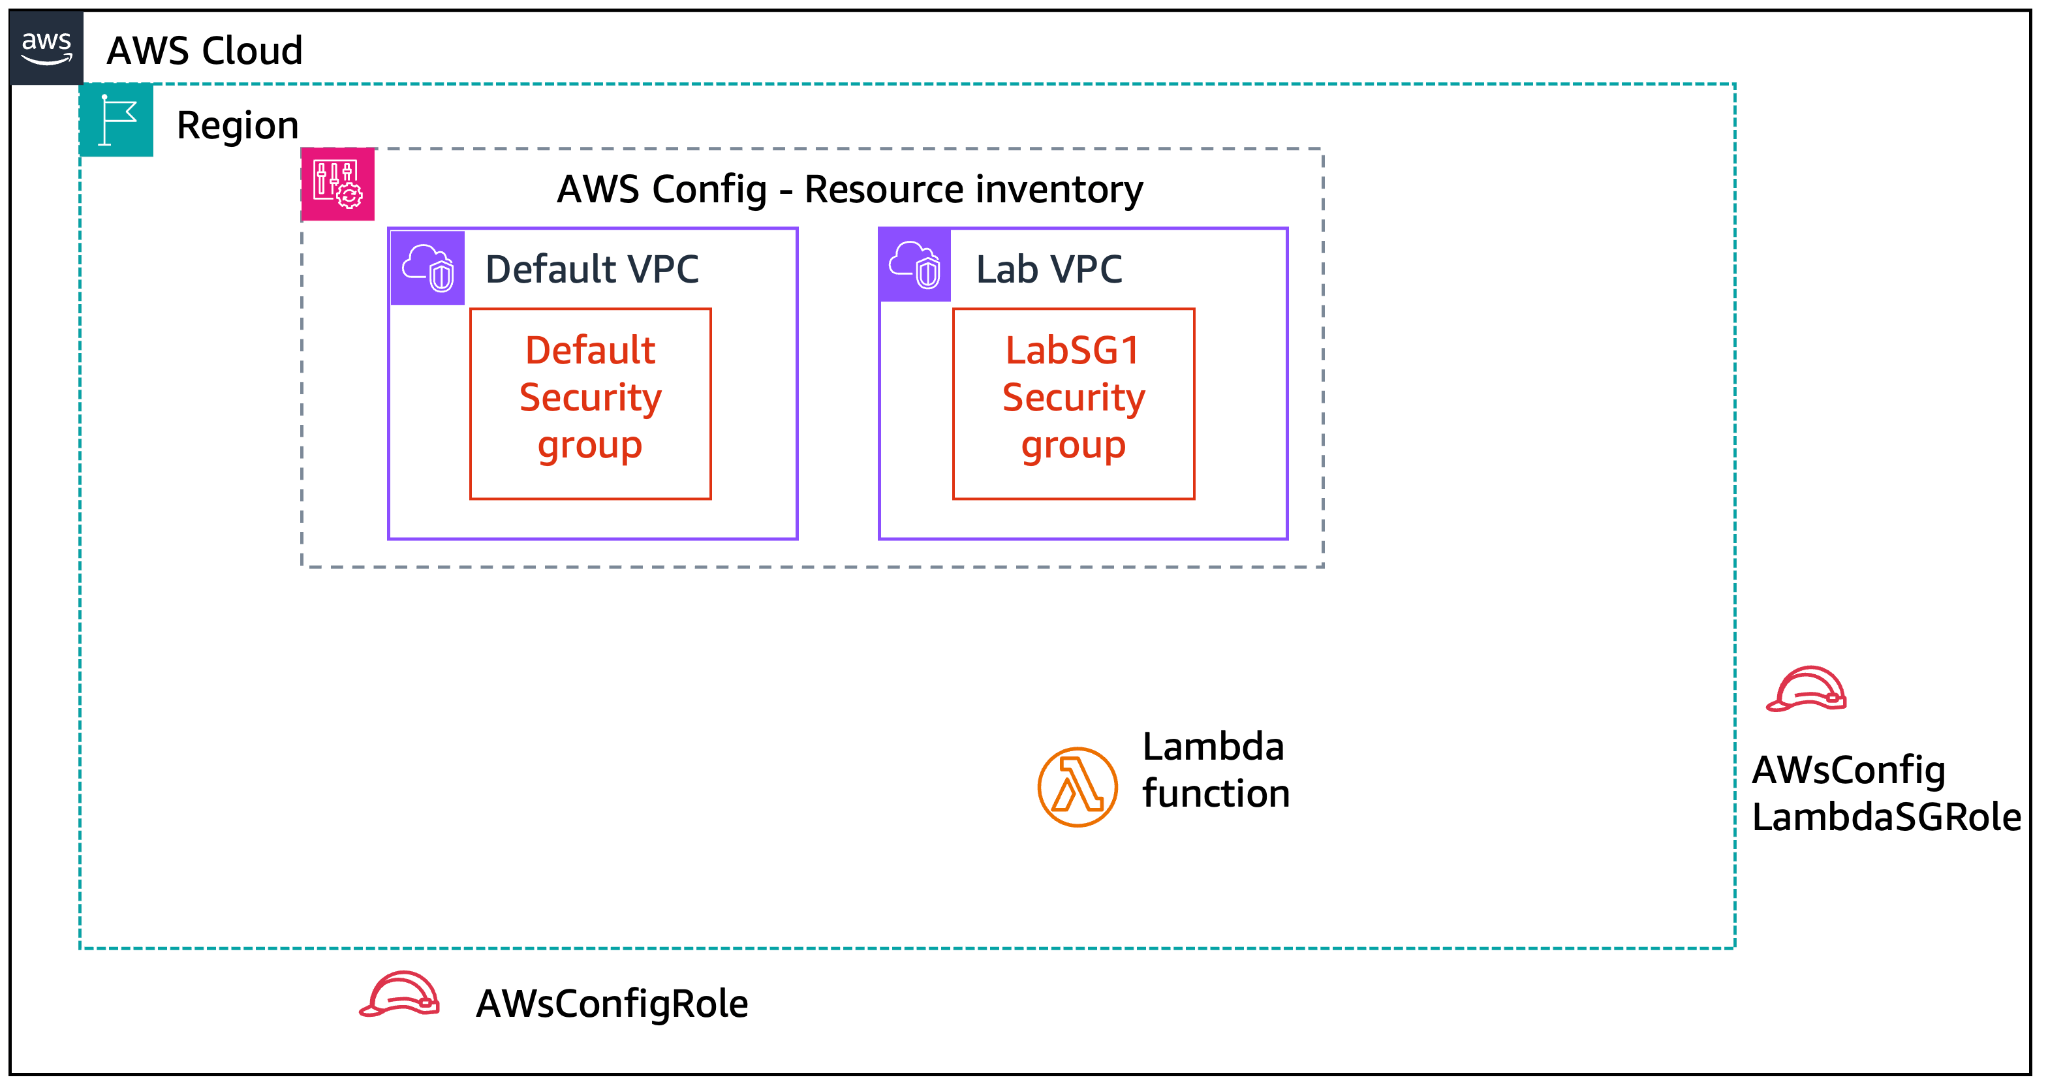 aws
AWS Cloud
Region
AWS Config - Resource inventory
Default VPC
Default
Security
group
Lab VPC
LabSG1
Security
group
Lambda
function
AWsConfig
LambdaSGRole
AWsConfigRole